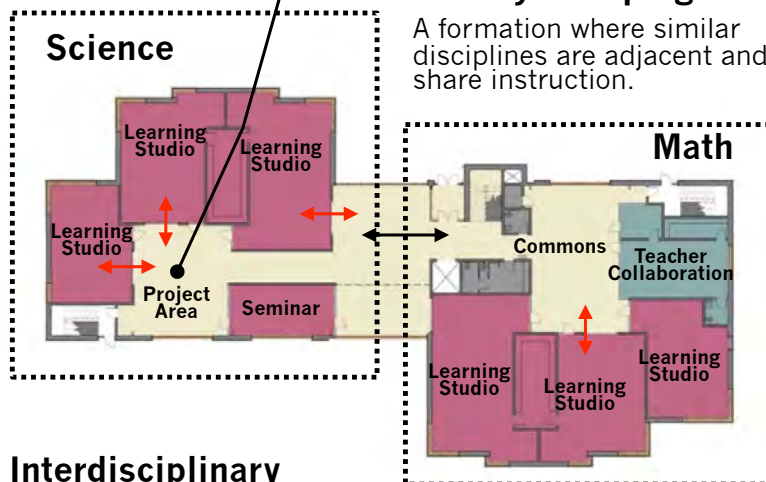 Science
A formation where similar
disciplines are adjacent and
share instruction.
Math
Learning
Studio
Learning
Studio
Learning
Studio
Project
Area
Seminar
Commons
Teacher
Collaboration
Learning
Studio
Learning
Studio
Learning
Studio
Interdisciplinary